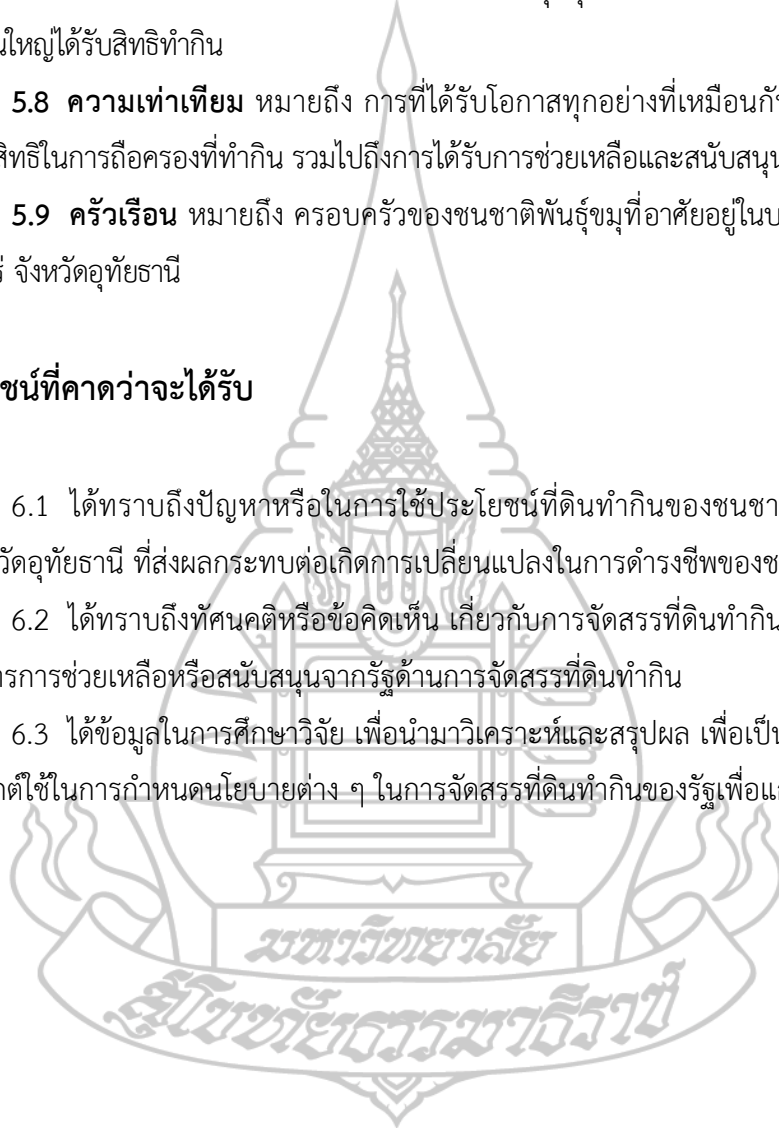 นใหญ่ได้รับสิทธิทำกิน
5.8 ความเท่าเทียม หมายถึง การที่ได้รับโอกาสทุกอย่างที่เหมือนกั
สิทธิในการถือครองที่ทำกิน รวมไปถึงการได้รับการช่วยเหลือและสนับสนุน
5.9 ครัวเรือน หมายถึง ครอบครัวของชนชาติพันธุ์ขมุที่อาศัยอยู่ในบ
ร่ จังหวัดอุทัยธานี
ชน์ที่คาดว่าจะได้รับ
6.1 ได้ทราบถึงปัญหาหรือในการใช้ประโยชน์ที่ดินทำกินของชนชา
วัดอุทัยธานี ที่ส่งผลกระทบต่อเกิดการเปลี่ยนแปลงในการดำรงชีพของช
6.2 ได้ทราบถึงทัศนคติหรือข้อคิดเห็น เกี่ยวกับการจัดสรรที่ดินทำกิน
ารการช่วยเหลือหรือสนับสนุนจากรัฐด้านการจัดสรรที่ดินทำกิน
6.3 ได้ข้อมูลในการศึกษาวิจัย เพื่อนำมาวิเคราะห์และสรุปผล เพื่อเป็น
กต์ใช้ในการกำหนดนโยบายต่าง ๆ ในการจัดสรรที่ดินทำกินของรัฐเพื่อแก
มหาวิทยาลัย
สุโขทัยธรรมาธิราช